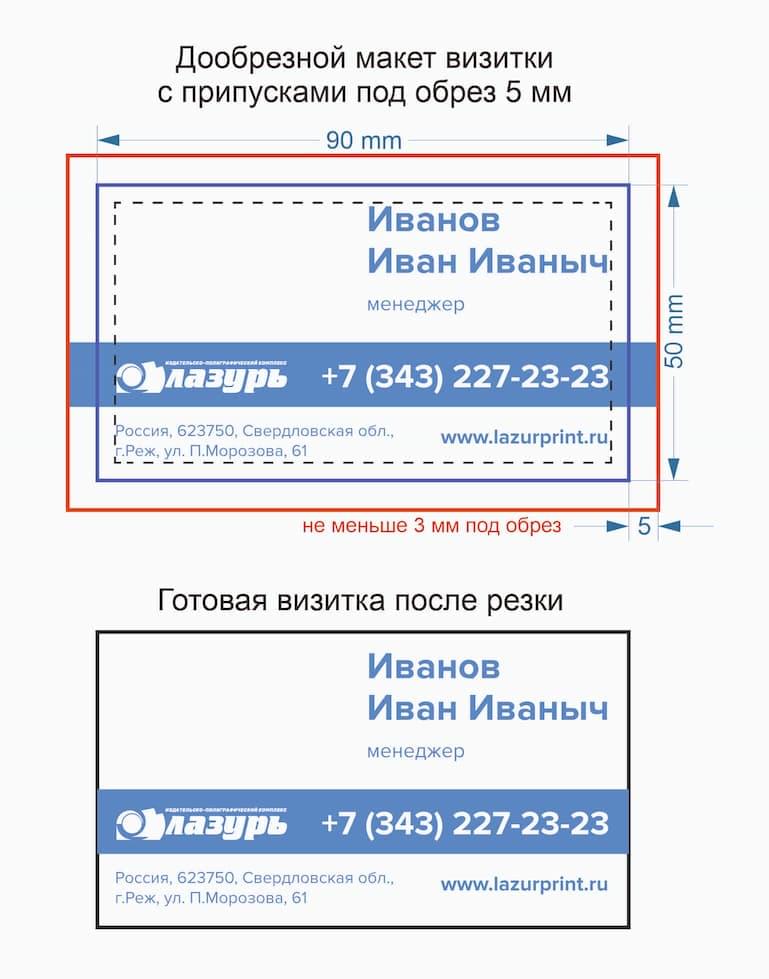 Дообрезной макет визитки
с припусками под обрез 5 мм
90 mm
Иванов
Иван Иваныч
менеджер
50 mm
ИЗДАТЕЛЬСКО-ПОЛИГРАФИЧЕСКИЙ КОМПЛЕКС
лазурь
+7 (343) 227-23-23
Россия, 623750, Свердловская обл.,
г.Реж, ул. П.Морозова, 61
www.lazurprint.ru
не меньше 3 мм под обрез
5
Готовая визитка после резки
Иванов
Иван Иваныч
менеджер
ИЗДАТЕЛЬСКО-ПОЛИГРАФИЧЕСКИЙ КОМПЛЕКС
лазурь
+7 (343) 227-23-23
Россия, 623750, Свердловская обл.,
г.Реж, ул. П.Морозова, 61
www.lazurprint.ru